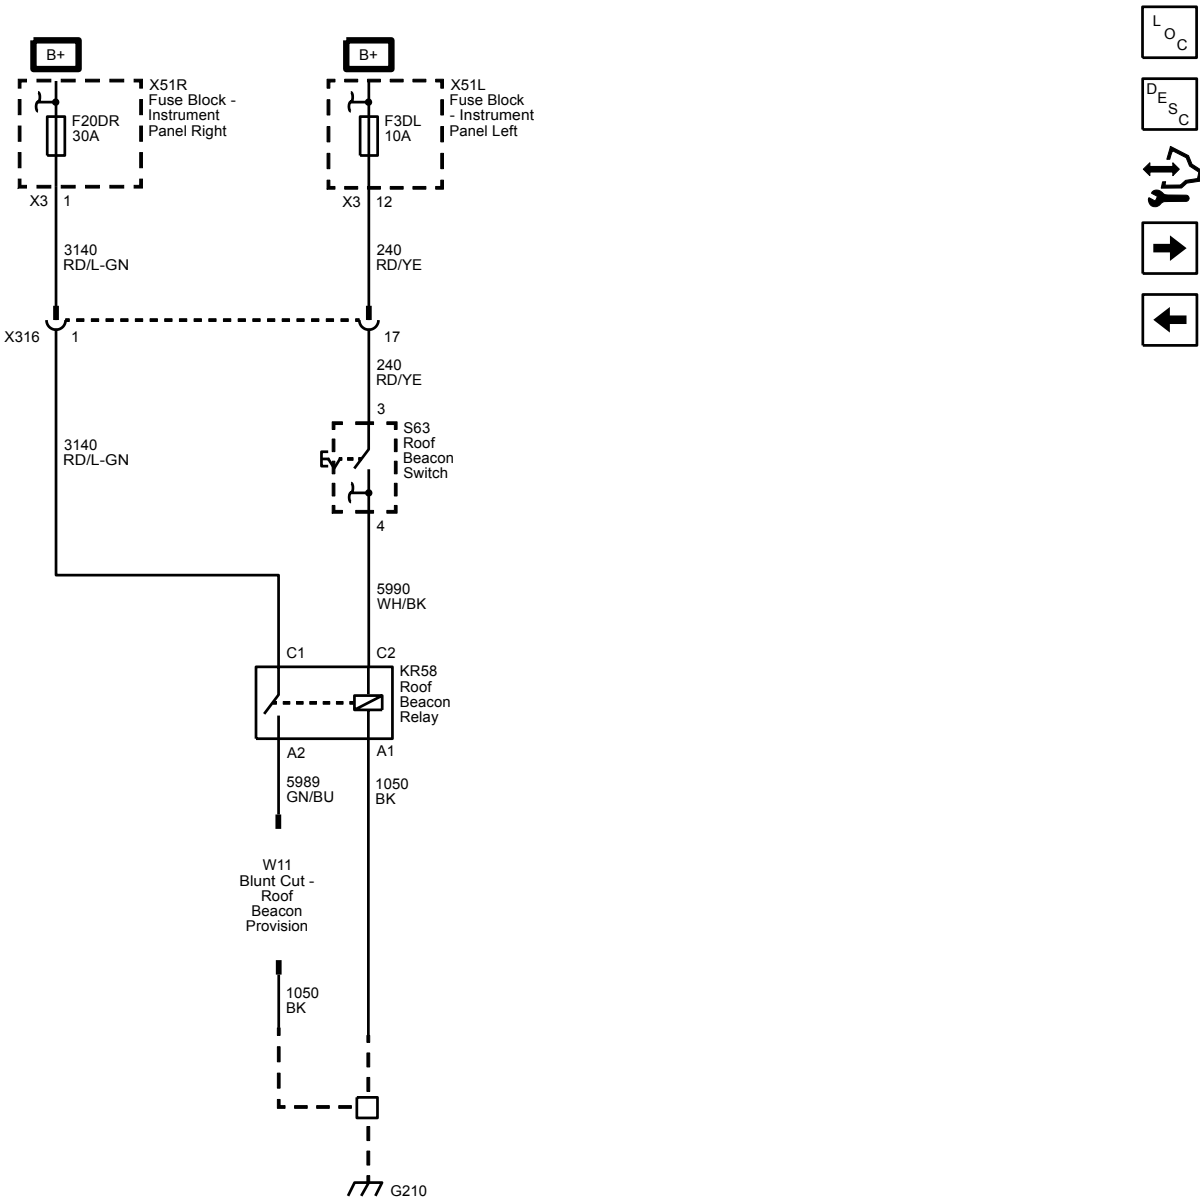 B+
B+
X51R
Fuse Block -
Instrument
Panel Right
X51L
Fuse Block
- Instrument
Panel Left
F20DR
30A
F3DL
10A
X3 1
X3 12
3140
RD/L-GN
240
RD/YE
X316 1
17
240
RD/YE
3
S63
Roof
Beacon
Switch
3140
RD/L-GN
4
5990
WH/BK
C1
C2
KR58
Roof
Beacon
Relay
A2
A1
5989
GN/BU
1050
BK
W11
Blunt Cut -
Roof
Beacon
Provision
1050
BK
G210
LOC
DESC